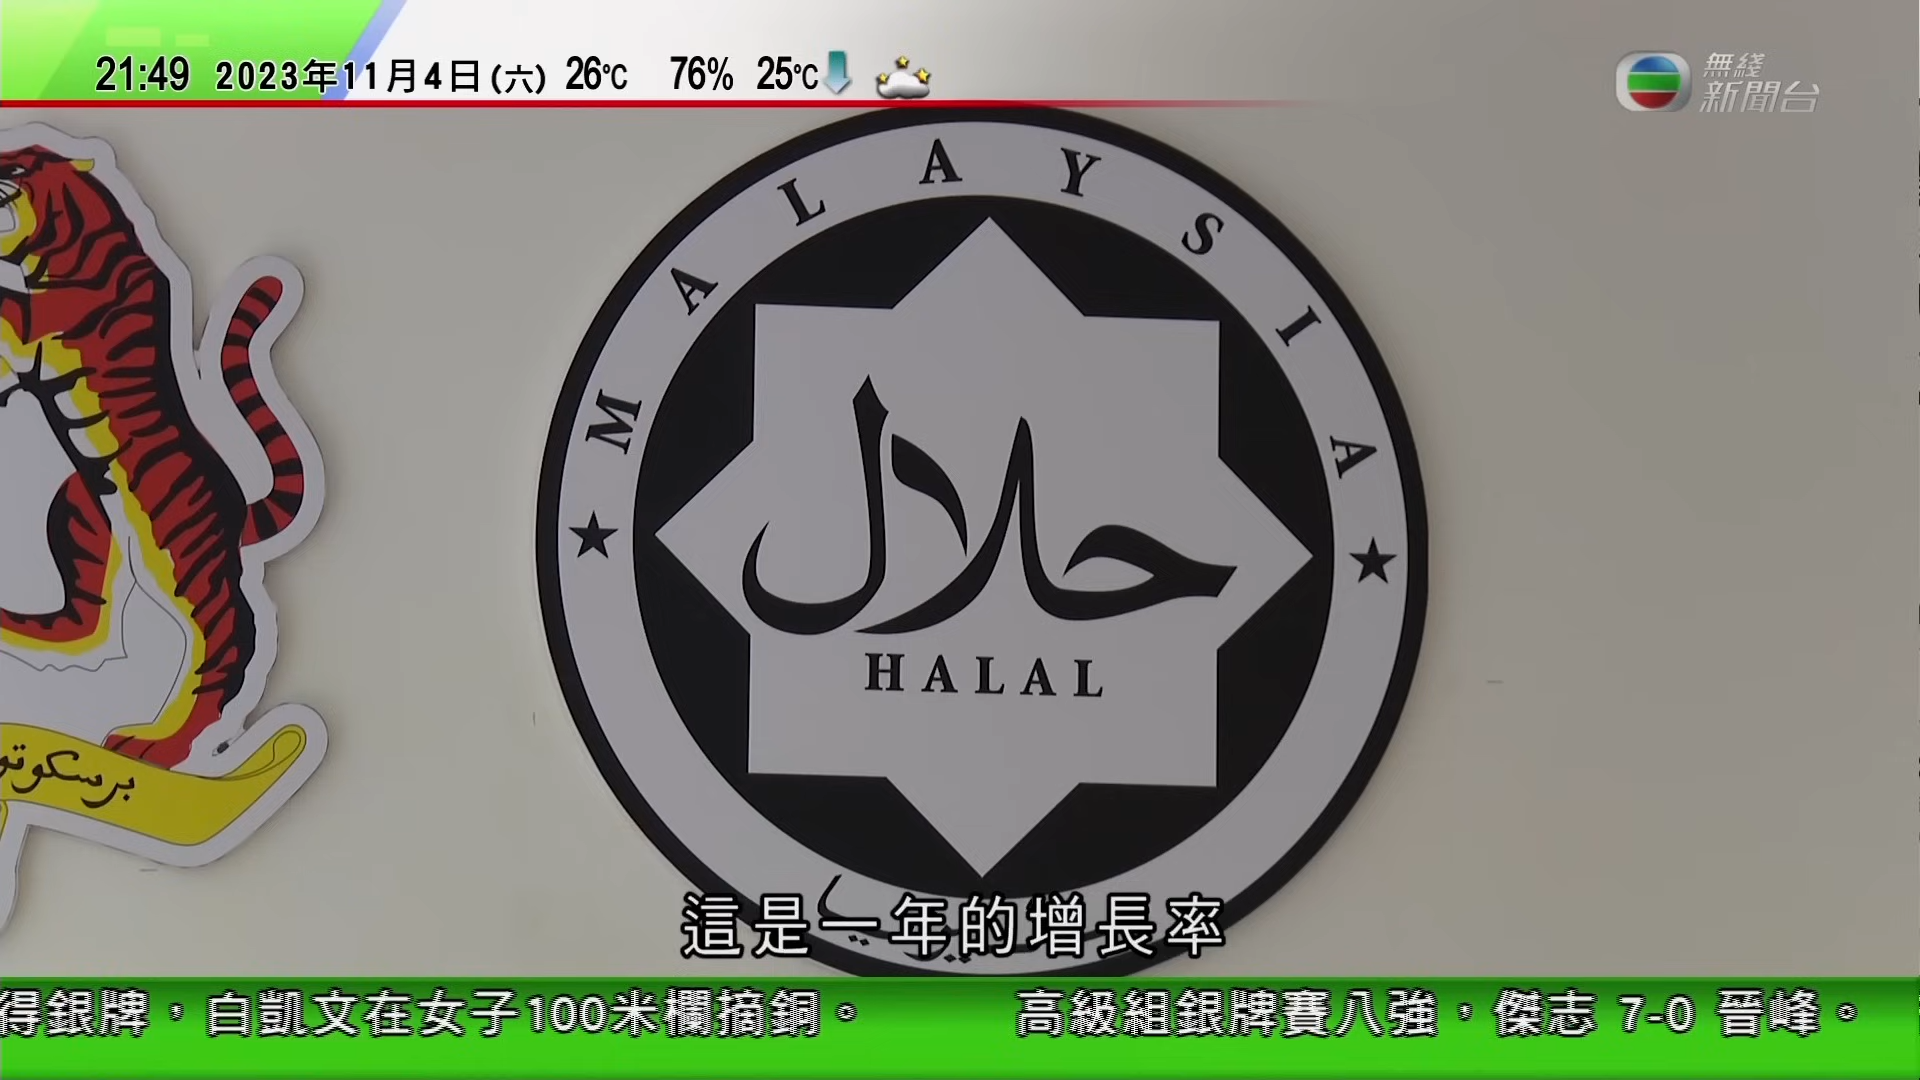 21:49 2023年11月4日(六) 26℃ 76% 25℃
無綫
新聞台
MALAYSIA
حلال
HALAL
برسكوتو
這是一年的增長率
得銀牌，白凱文在女子100米欄摘銅。 高級組銀牌賽八強，傑志 7-0 晉峰。